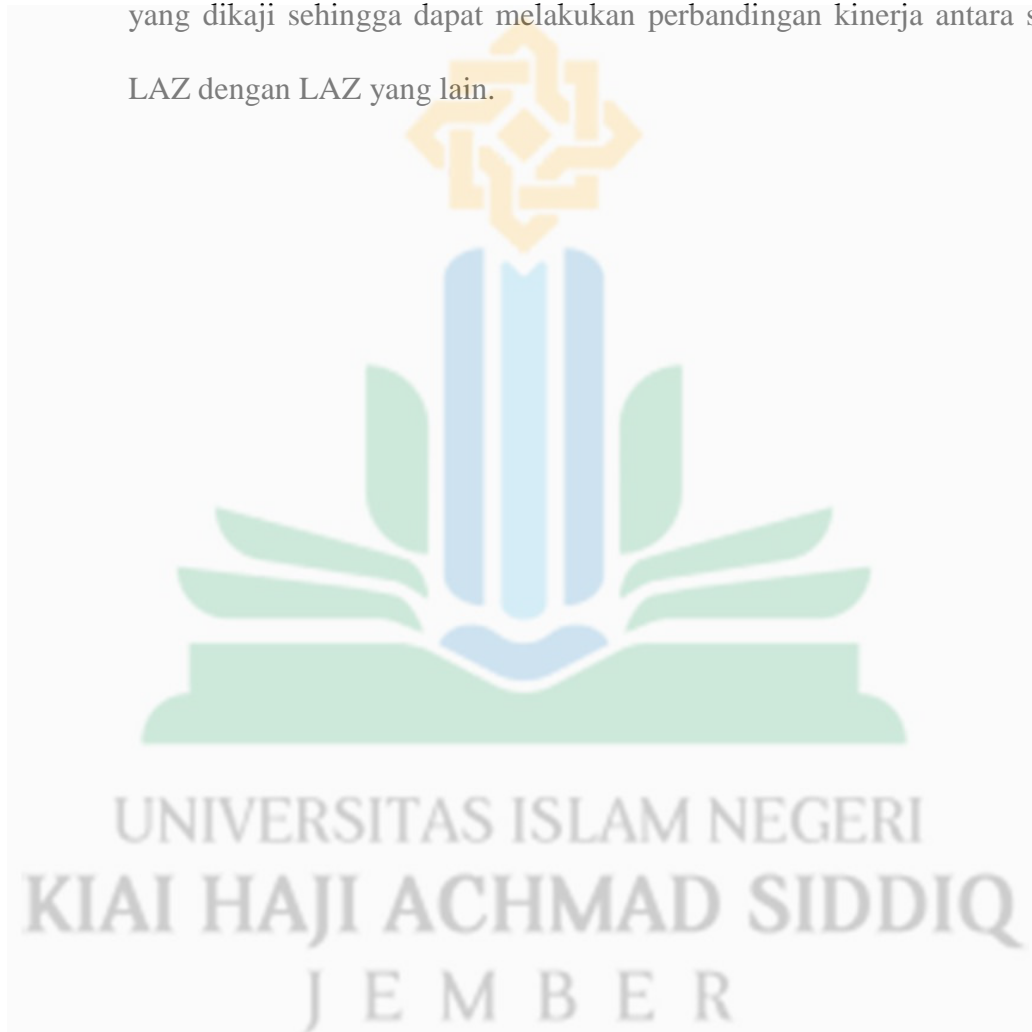 yang dikaji sehingga dapat melakukan perbandingan kinerja antara
LAZ dengan LAZ yang lain.
UNIVERSITAS ISLAM NEGERI
KIAI HAJI ACHMAD SIDDIQ
JEMBER